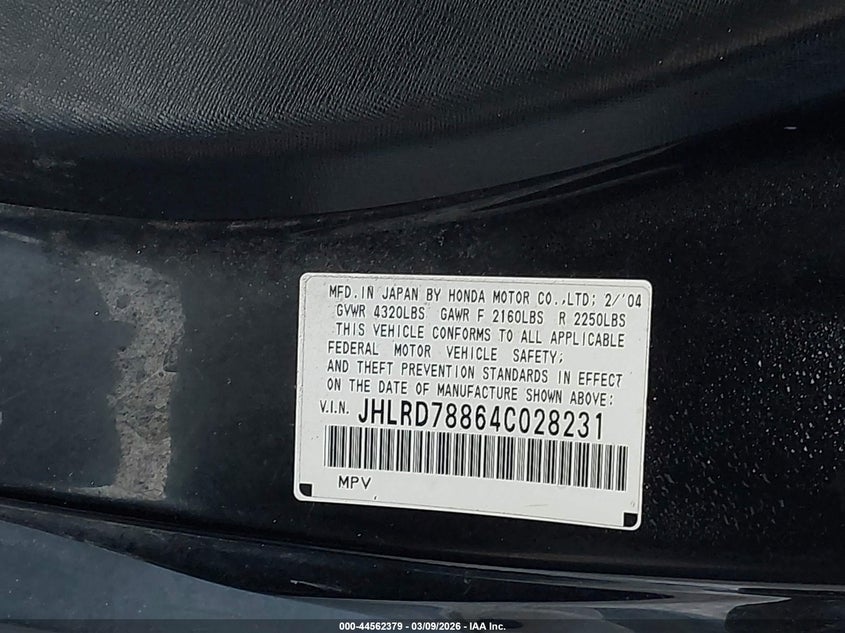 MFD. IN JAPAN BY HONDA MOTOR CO.,LTD; 2/'04
GVWR 4320LBS GAWR F 2160LBS R 2250LBS
THIS VEHICLE CONFORMS TO ALL APPLICABLE
FEDERAL MOTOR VEHICLE SAFETY;
AND THEFT PREVENTION STANDARDS IN EFFECT
ON THE DATE OF MANUFACTURE SHOWN ABOVE:
V.I.N. JHLRD78864C028231
MPV
000-44562379 - 03/09/2026 - IAA Inc.